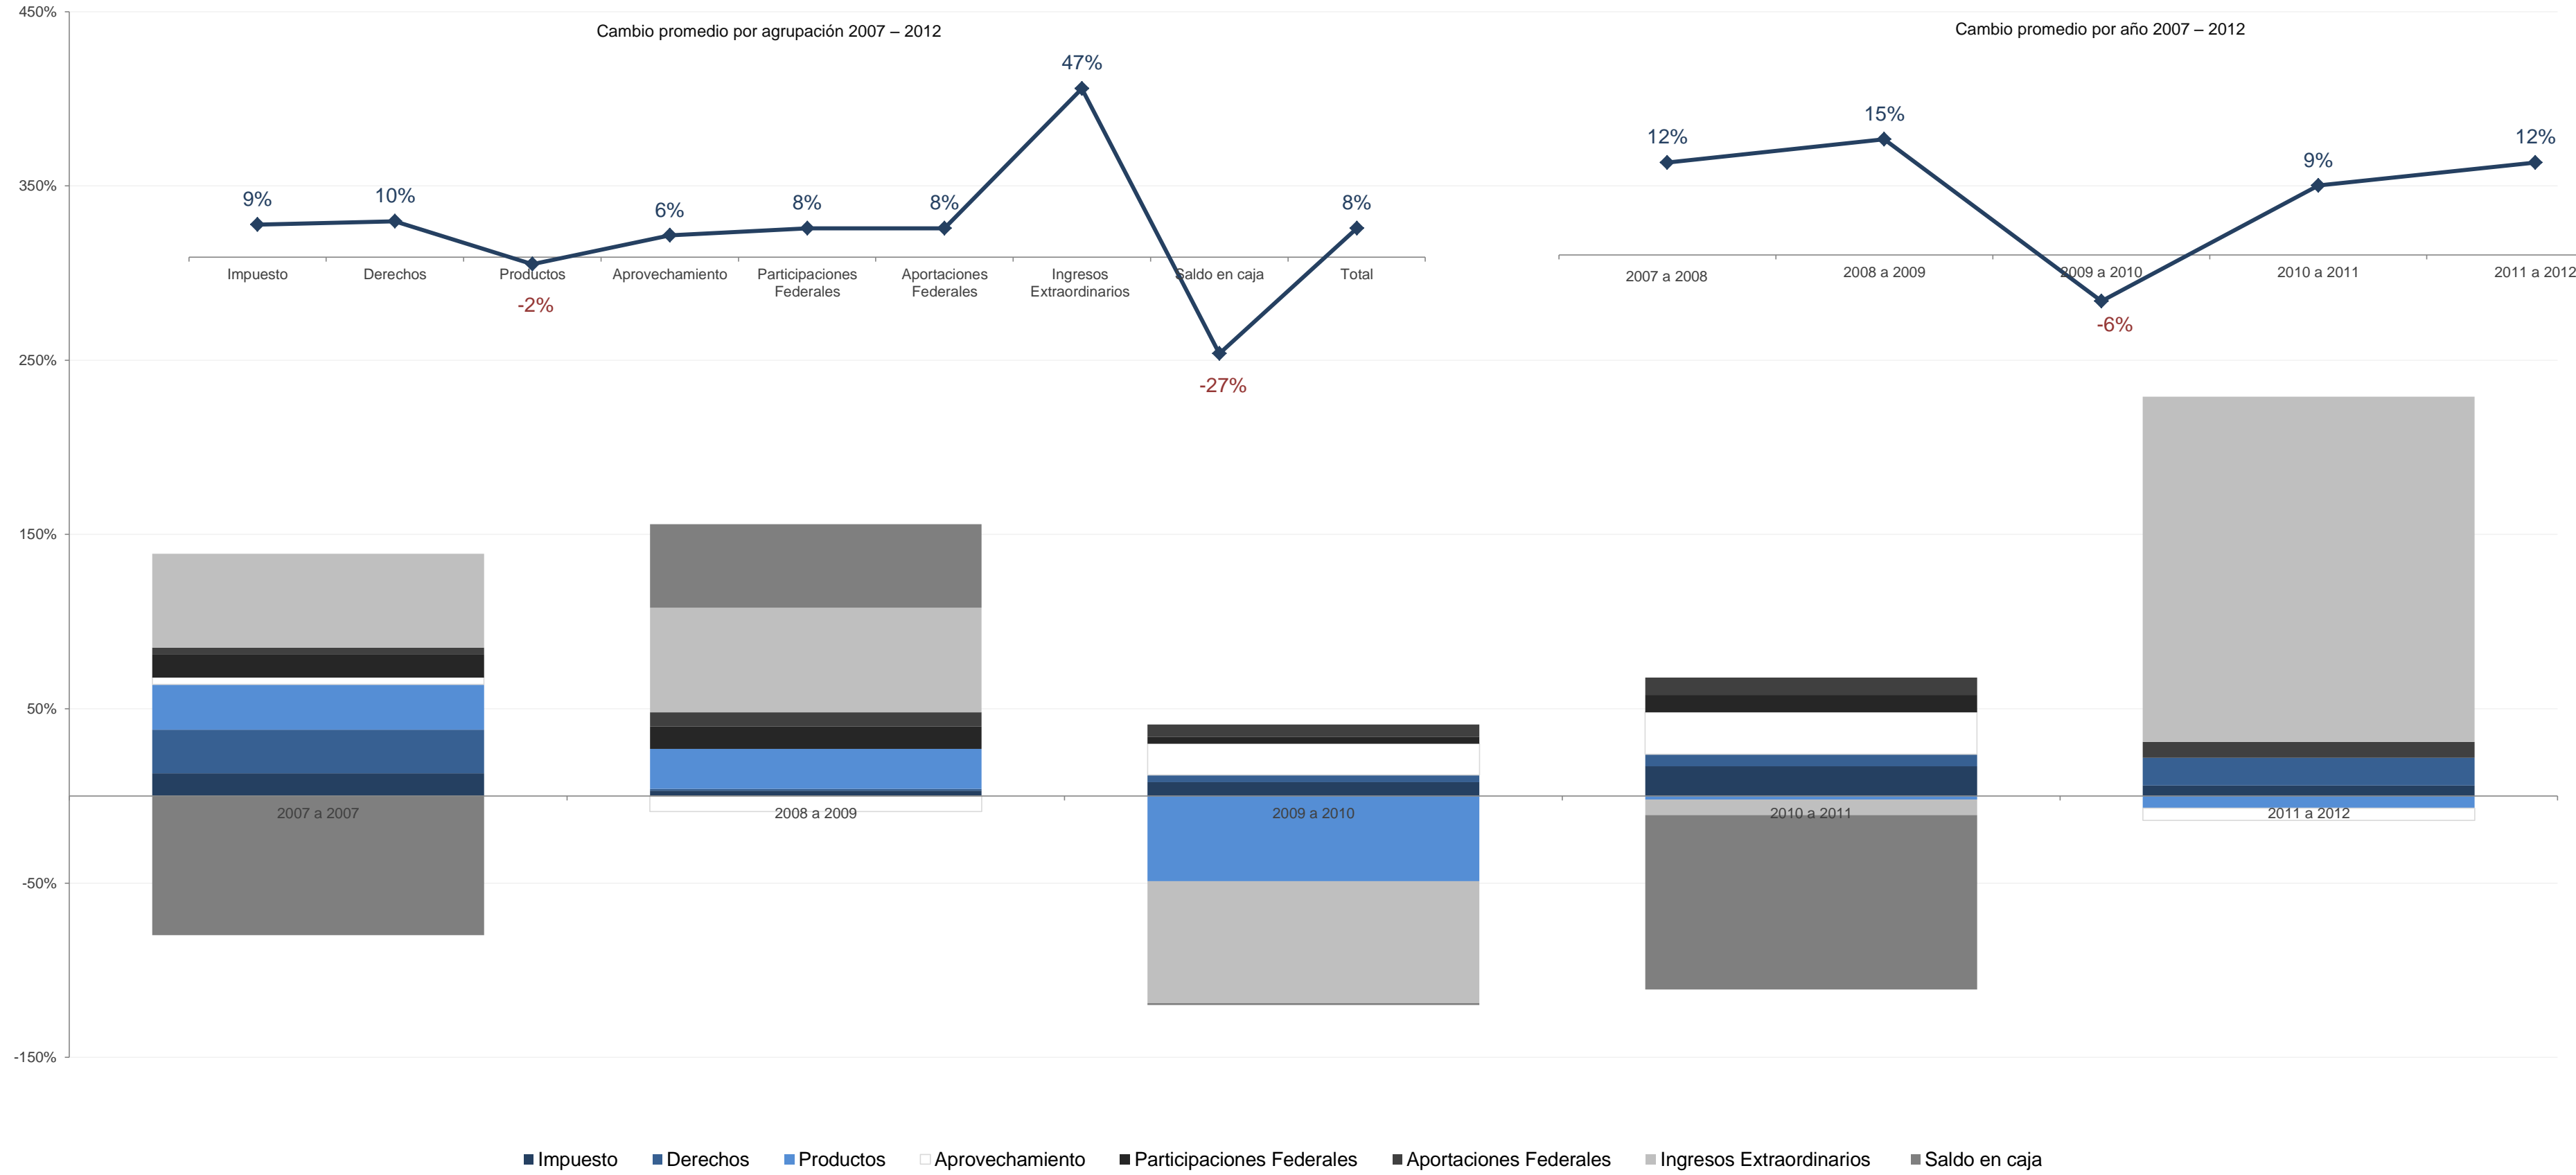 450%
350%
250%
150%
50%
-50%
-150%
Cambio promedio por agrupación 2007 – 2012
9%
10%
-2%
6%
8%
8%
47%
-27%
8%
Impuesto
Derechos
Productos
Aprovechamiento
Participaciones
Federales
Aportaciones
Federales
Ingresos
Extraordinarios
Saldo en caja
Total
Cambio promedio por año 2007 – 2012
12%
15%
-6%
9%
12%
2007 a 2008
2008 a 2009
2009 a 2010
2010 a 2011
2011 a 2012
2007 a 2007
2008 a 2009
2009 a 2010
2010 a 2011
2011 a 2012
Impuesto
Derechos
Productos
Aprovechamiento
Participaciones Federales
Aportaciones Federales
Ingresos Extraordinarios
Saldo en caja